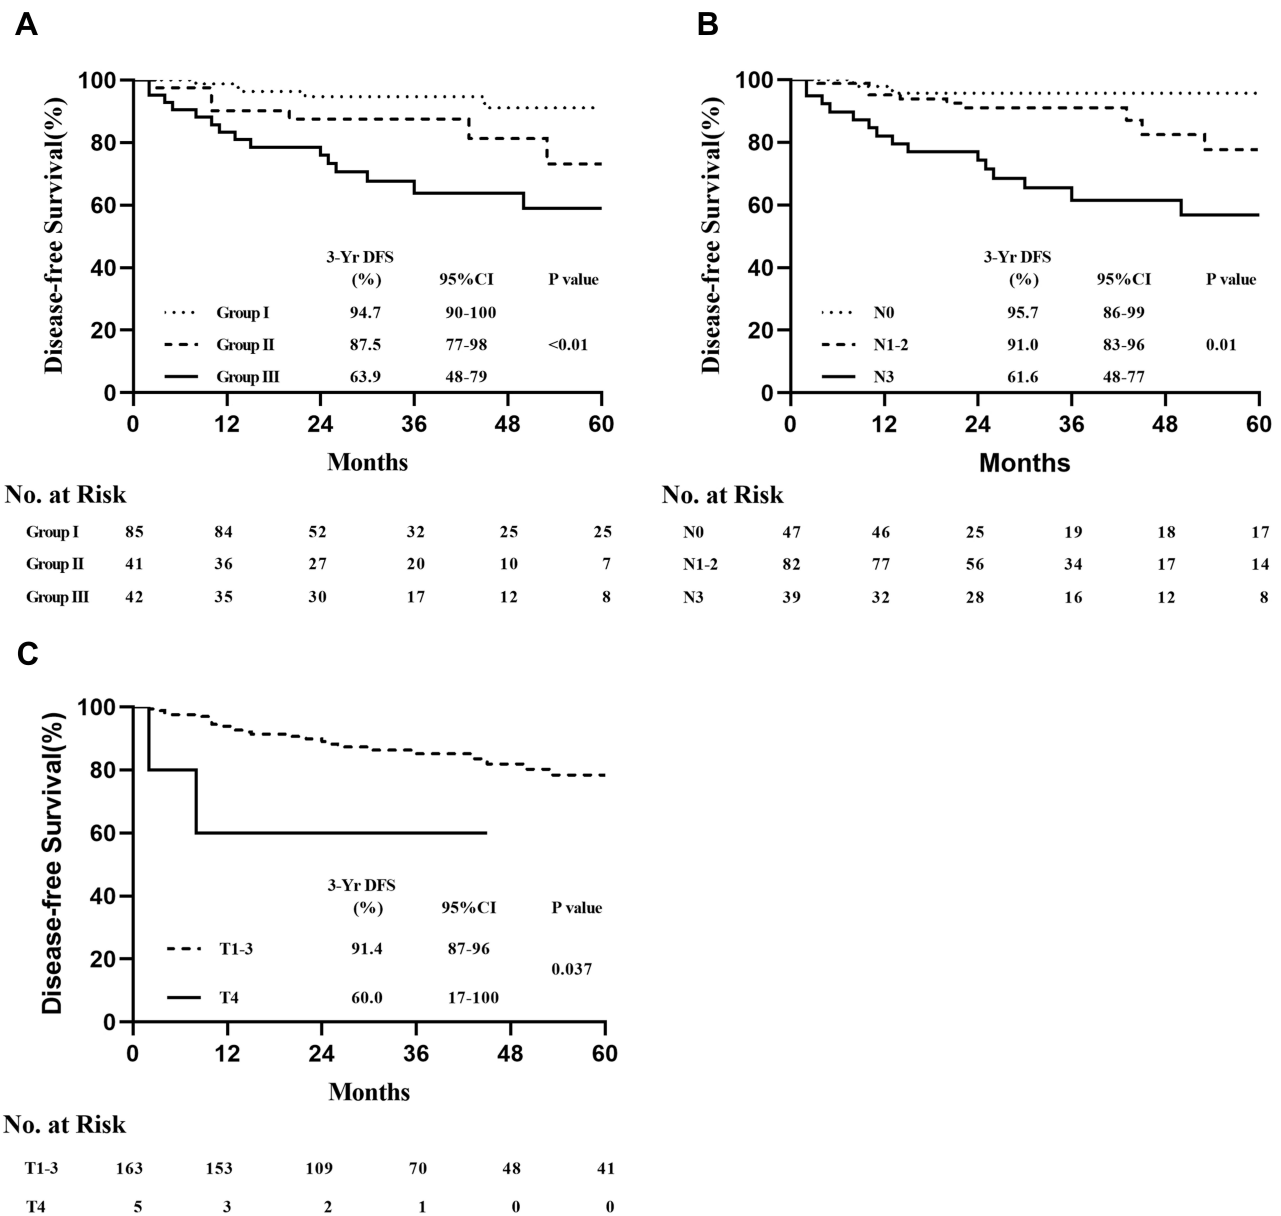 A
Disease-free Survival(%)
100
80
60
40
20
0
3-Yr DFS
(%) 95%CI P value
Group I 94.7 90-100
Group II 87.5 77-98 <0.01
Group III 63.9 48-79
0 12 24 36 48 60
Months
No. at Risk
Group I 85 84 52 32 25 25
Group II 41 36 27 20 10 7
Group III 42 35 30 17 12 8
B
Disease-free Survival(%)
100
80
60
40
20
0
3-Yr DFS
(%) 95%CI P value
N0 95.7 86-99
N1-2 91.0 83-96 0.01
N3 61.6 48-77
0 12 24 36 48 60
Months
No. at Risk
N0 47 46 25 19 18 17
N1-2 82 77 56 34 17 14
N3 39 32 28 16 12 8
C
Disease-free Survival(%)
100
80
60
40
20
0
3-Yr DFS
(%) 95%CI P value
T1-3 91.4 87-96
0.037
T4 60.0 17-100
0 12 24 36 48 60
Months
No. at Risk
T1-3 163 153 109 70 48 41
T4 5 3 2 1 0 0